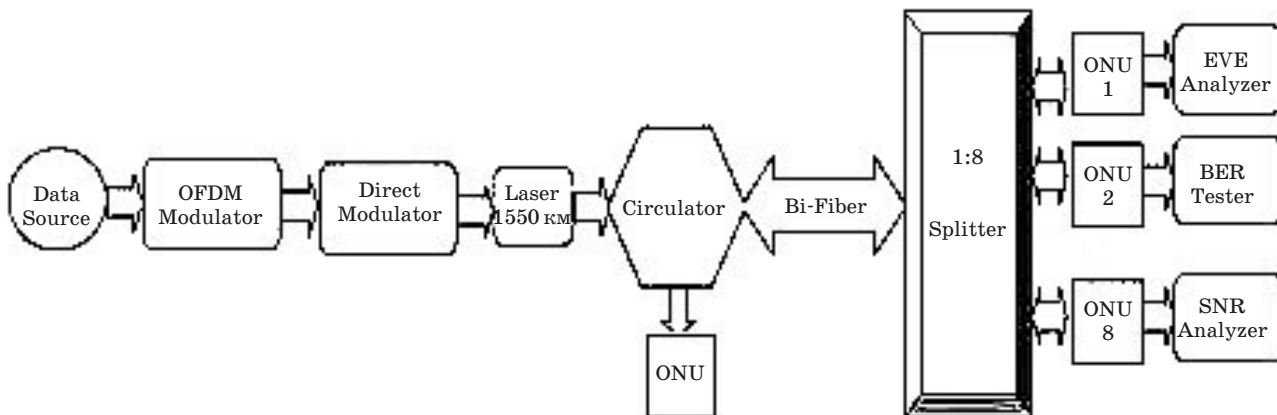 Data
Source
OFDM
Modulator
Direct
Modulator
Laser
1550 км
Circulator
ONU
Bi-Fiber
1:8
Splitter
ONU
1
EVE
Analyzer
ONU
2
BER
Tester
ONU
8
SNR
Analyzer